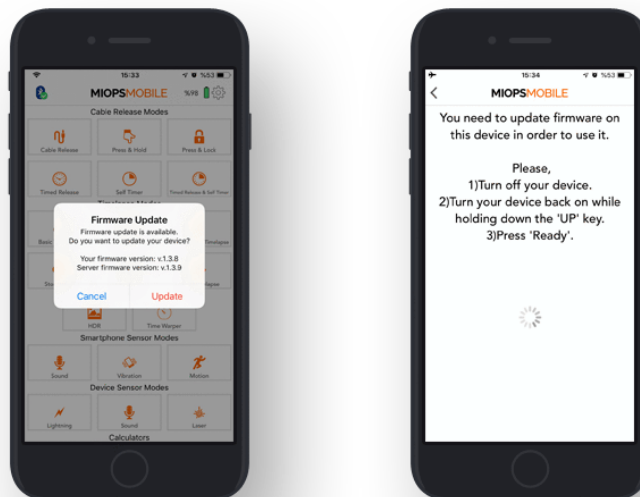 15:33
%53
MIOPSMOBILE
%98
Cable Release Modes
Cable Release
Press & Hold
Press & Lock
Timed Release
Self Timer
Timed Release & Self Timer
Firmware Update
Firmware update is available.
Do you want to update your device?
Your firmware version: v.1.3.8
Server firmware version: v.1.3.9
Cancel
Update
Basic
Timelapse
HDR
Time Warper
Smartphone Sensor Modes
Sound
Vibration
Motion
Device Sensor Modes
Lightning
Sound
Laser
Calculators
15:34
%53
MIOPSMOBILE
You need to update firmware on
this device in order to use it.
Please,
1)Turn off your device.
2)Turn your device back on while
holding down the 'UP' key.
3)Press 'Ready'.